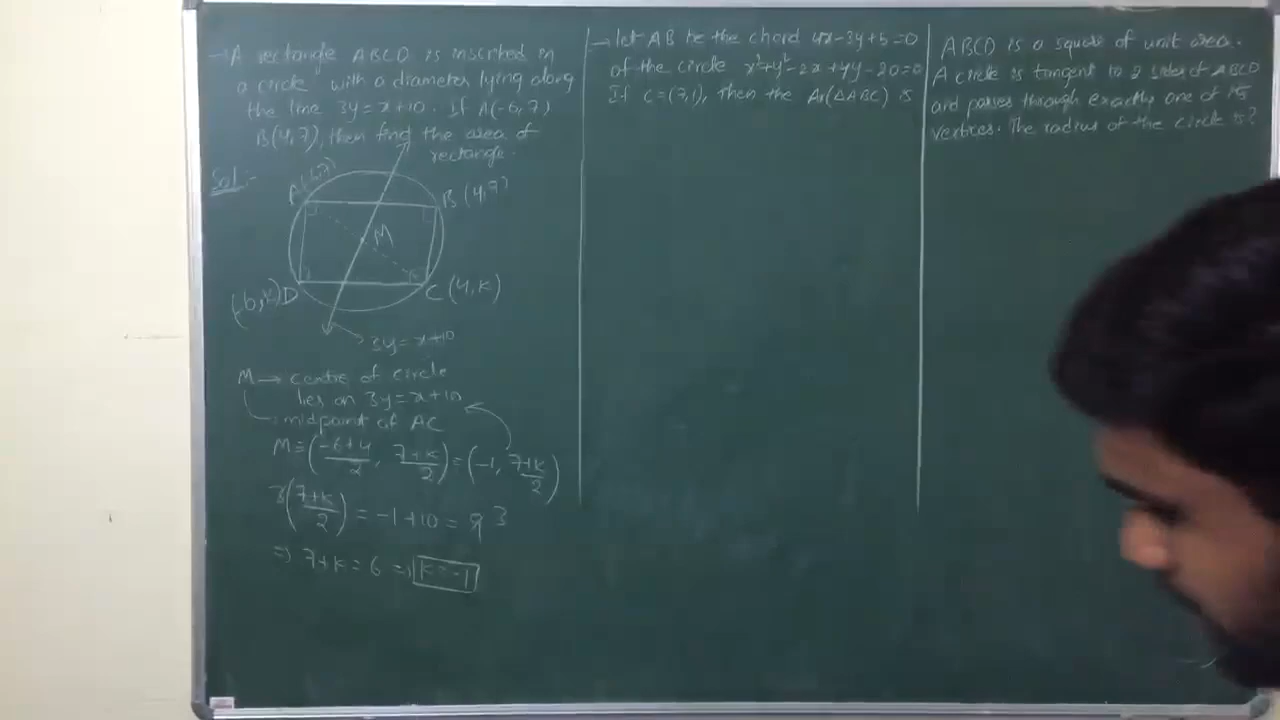 → A rectangle ABCD is inscribed in
a circle with a diameter lying along
the line 3y = x+10. If A(-6,7)
B(4,7), then find the area of
rectangle.
Sol:-
A(-6,7)
B (4,7)
M
(-6,k) D
C (4,k)
3y = x+10
M → centre of circle
lies on 3y = x+10
→ midpoint of AC
M ≡ (-6+4/2, 7+k/2) = (-1, 7+k/2)
3(7+k/2) = -1+10 = 9 3
⇒ 7+k = 6 ⇒ k = -1
→ let AB be the chord 4x-3y+5=0
of the circle x²+y²-2x+4y-20=0
If C=(7,1), then the Ar(ΔABC) is
ABCD is a square of unit area.
A circle is tangent to 2 sides of ABCD
and passes through exactly one of its
vertices. The radius of the circle is?